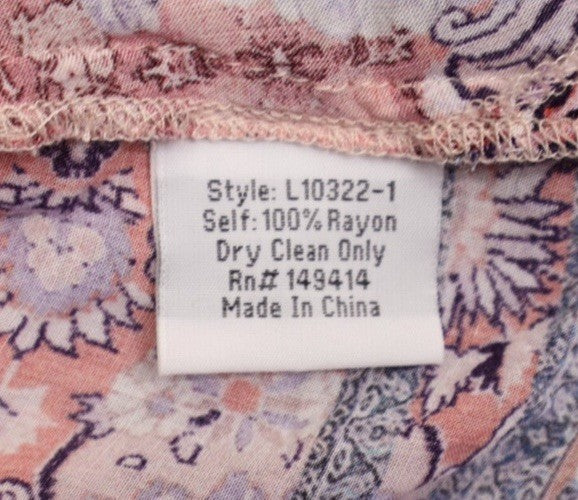 Style: L10322-1
Self: 100% Rayon
Dry Clean Only
Rn# 149414
Made In China